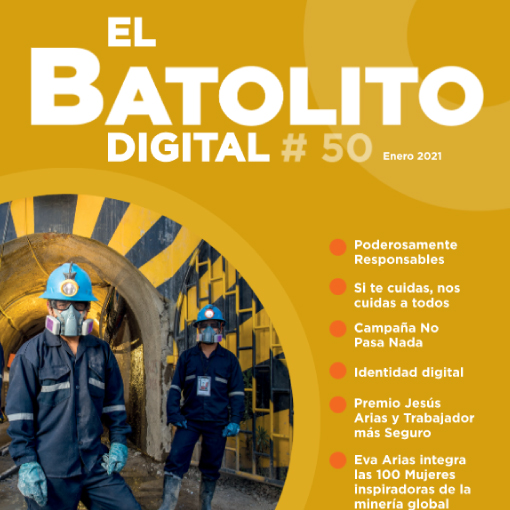 EL
BATOLITO
DIGITAL # 50 Enero 2021
Poderosamente
Responsables
Si te cuidas, nos
cuidas a todos
Campaña No
Pasa Nada
Identidad digital
Premio Jesús
Arias y Trabajador
más Seguro
Eva Arias integra
las 100 Mujeres
inspiradoras de la
minería global